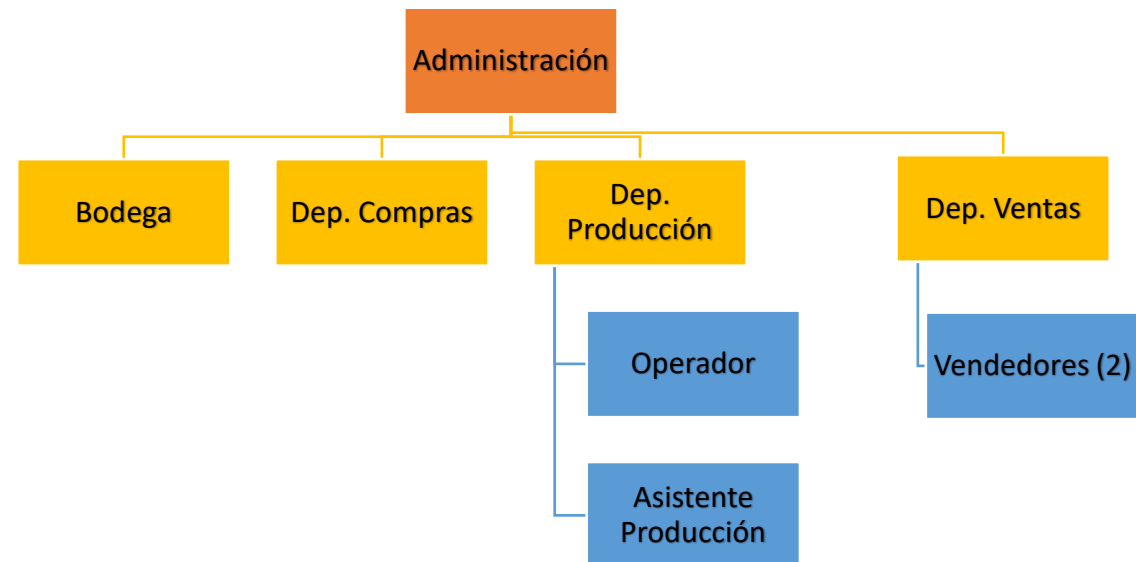 Administración
Bodega
Dep. Compras
Dep.
Producción
Dep. Ventas
Operador
Vendedores (2)
Asistente
Producción